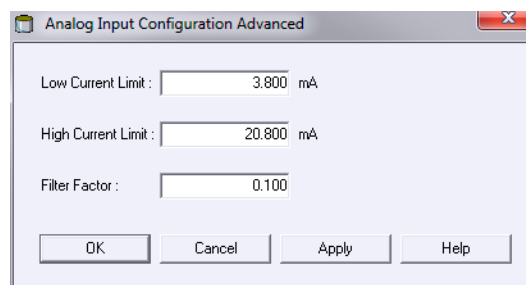 Analog Input Configuration Advanced
Low Current Limit : 3.800 mA
High Current Limit : 20.800 mA
Filter Factor : 0.100
OK Cancel Apply Help